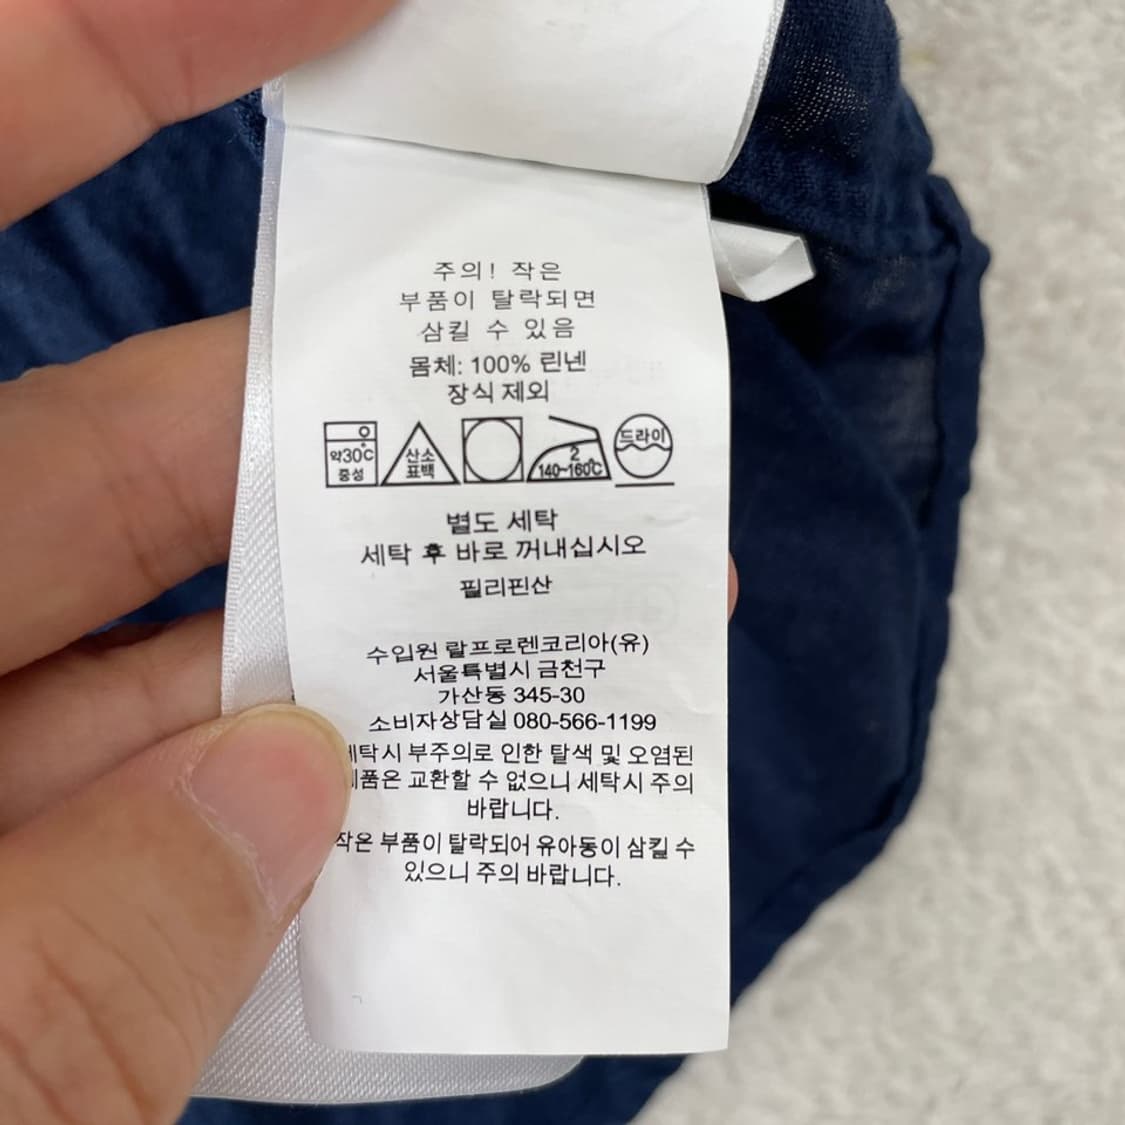 주의! 작은
부품이 탈락되면
삼킬 수 있음
몸체: 100% 린넨
장식 제외
약30℃
중성
산소
표백
2
140~160℃
드라이
별도 세탁
세탁 후 바로 꺼내십시오
필리핀산
수입원 랄프로렌코리아(유)
서울특별시 금천구
가산동 345-30
소비자상담실 080-566-1199
세탁시 부주의로 인한 탈색 및 오염된
제품은 교환할 수 없으니 세탁시 주의
바랍니다.
작은 부품이 탈락되어 유아동이 삼킬 수
있으니 주의 바랍니다.